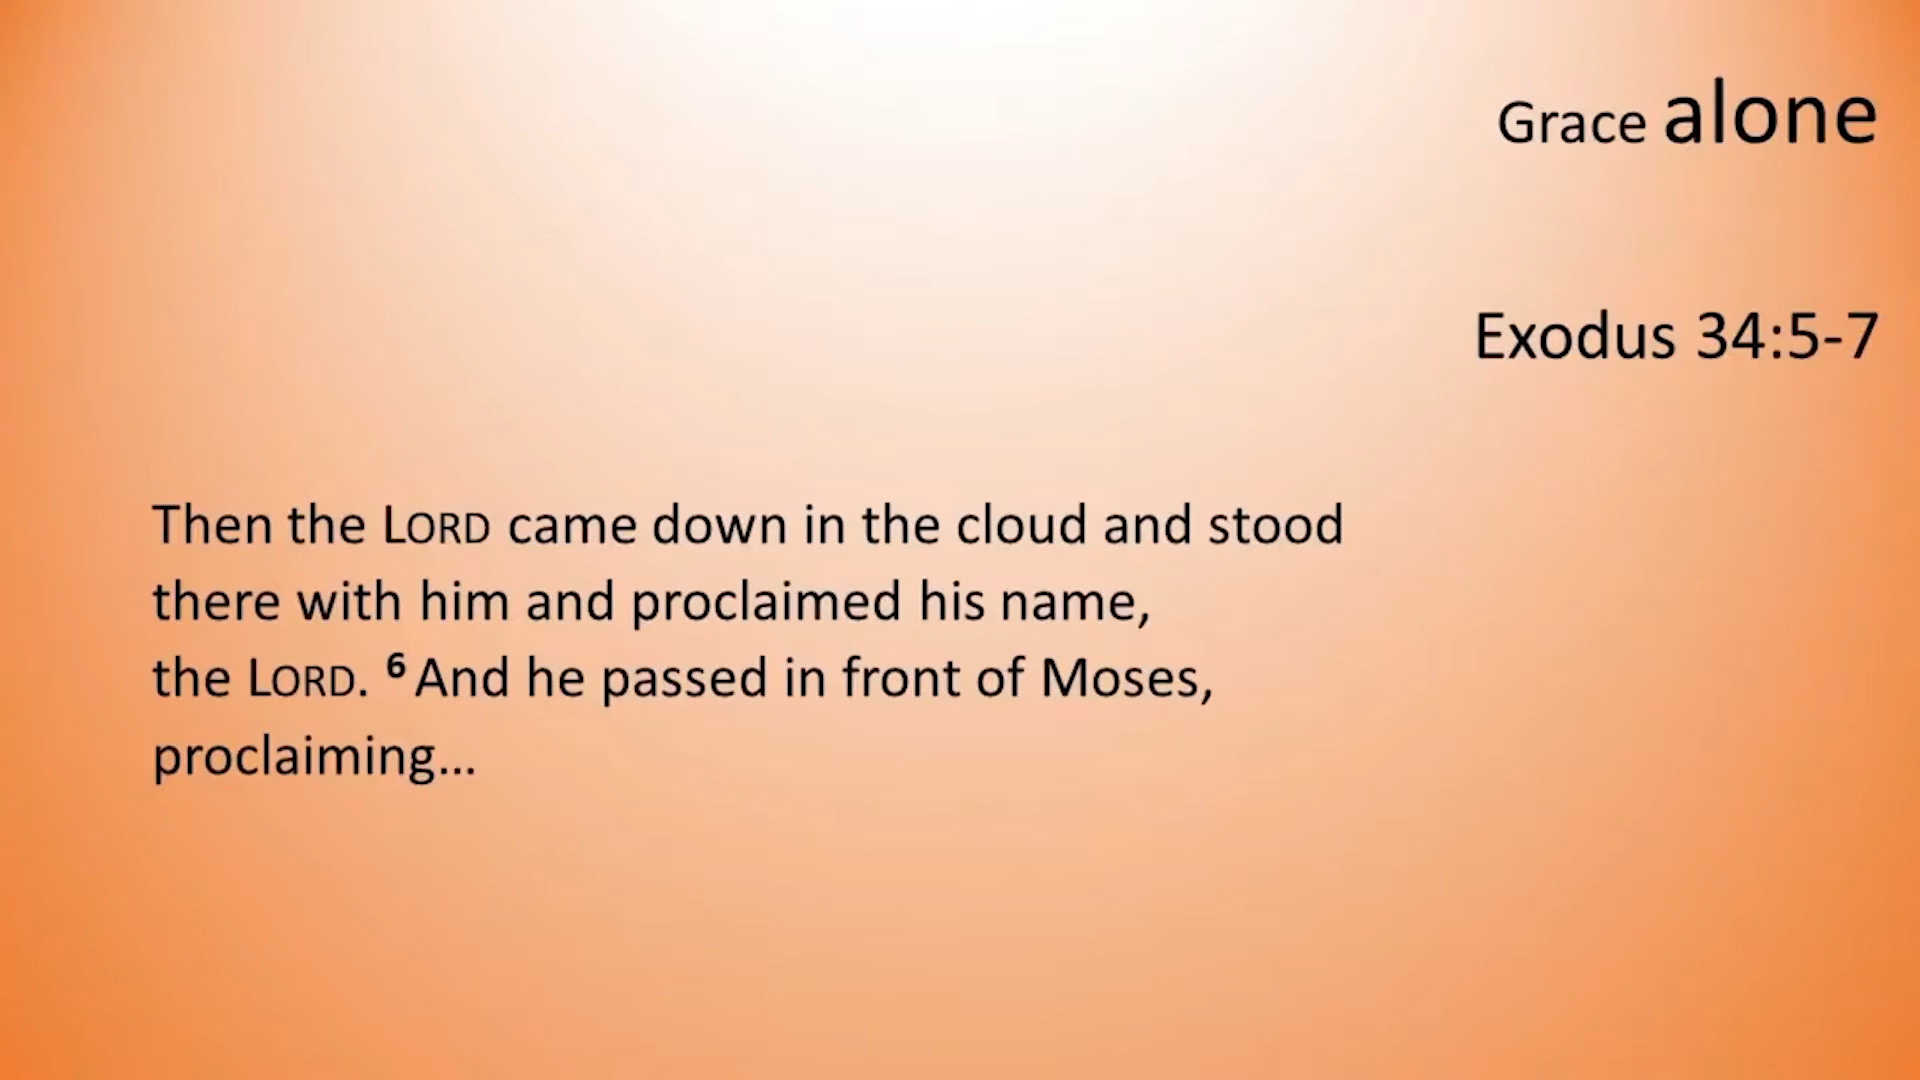 Grace alone
Exodus 34:5-7
Then the LORD came down in the cloud and stood
there with him and proclaimed his name,
the LORD. ⁶ And he passed in front of Moses,
proclaiming…